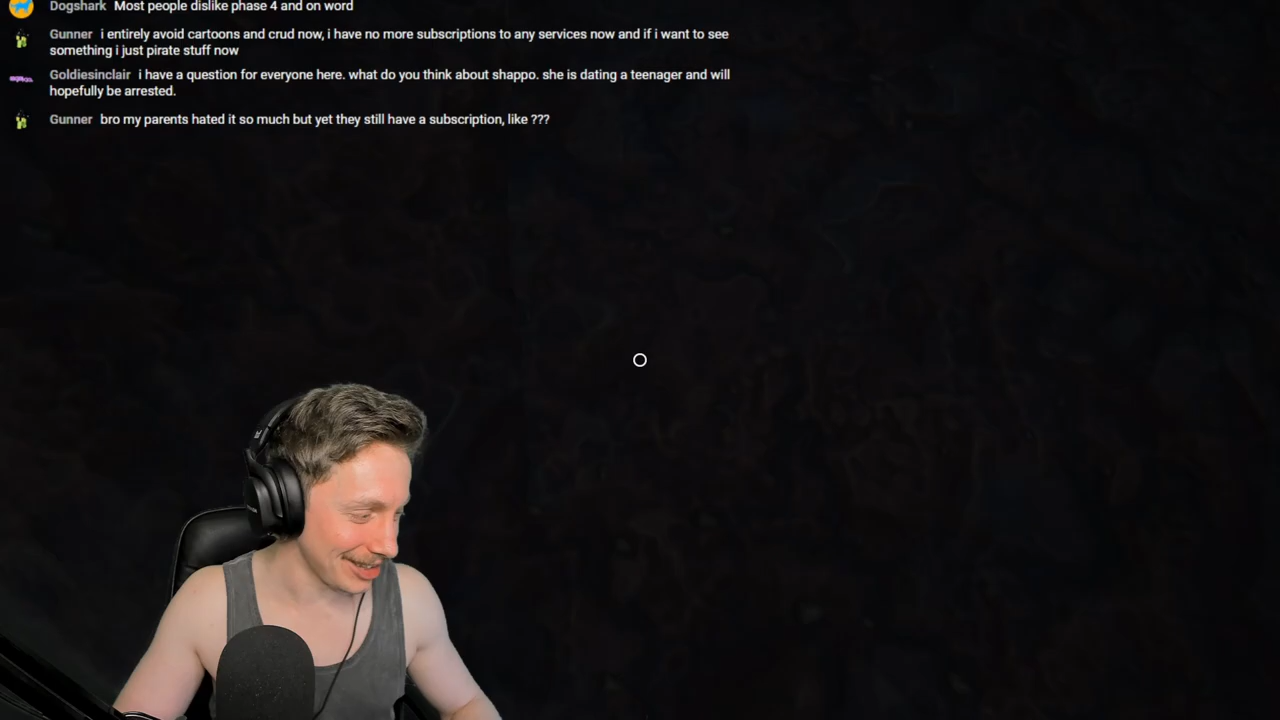 Dogshark Most people dislike phase 4 and on word
Gunner i entirely avoid cartoons and crud now, i have no more subscriptions to any services now and if i want to see
something i just pirate stuff now
Goldiesinclair i have a question for everyone here. what do you think about shappo. she is dating a teenager and will
hopefully be arrested.
Gunner bro my parents hated it so much but yet they still have a subscription, like ???